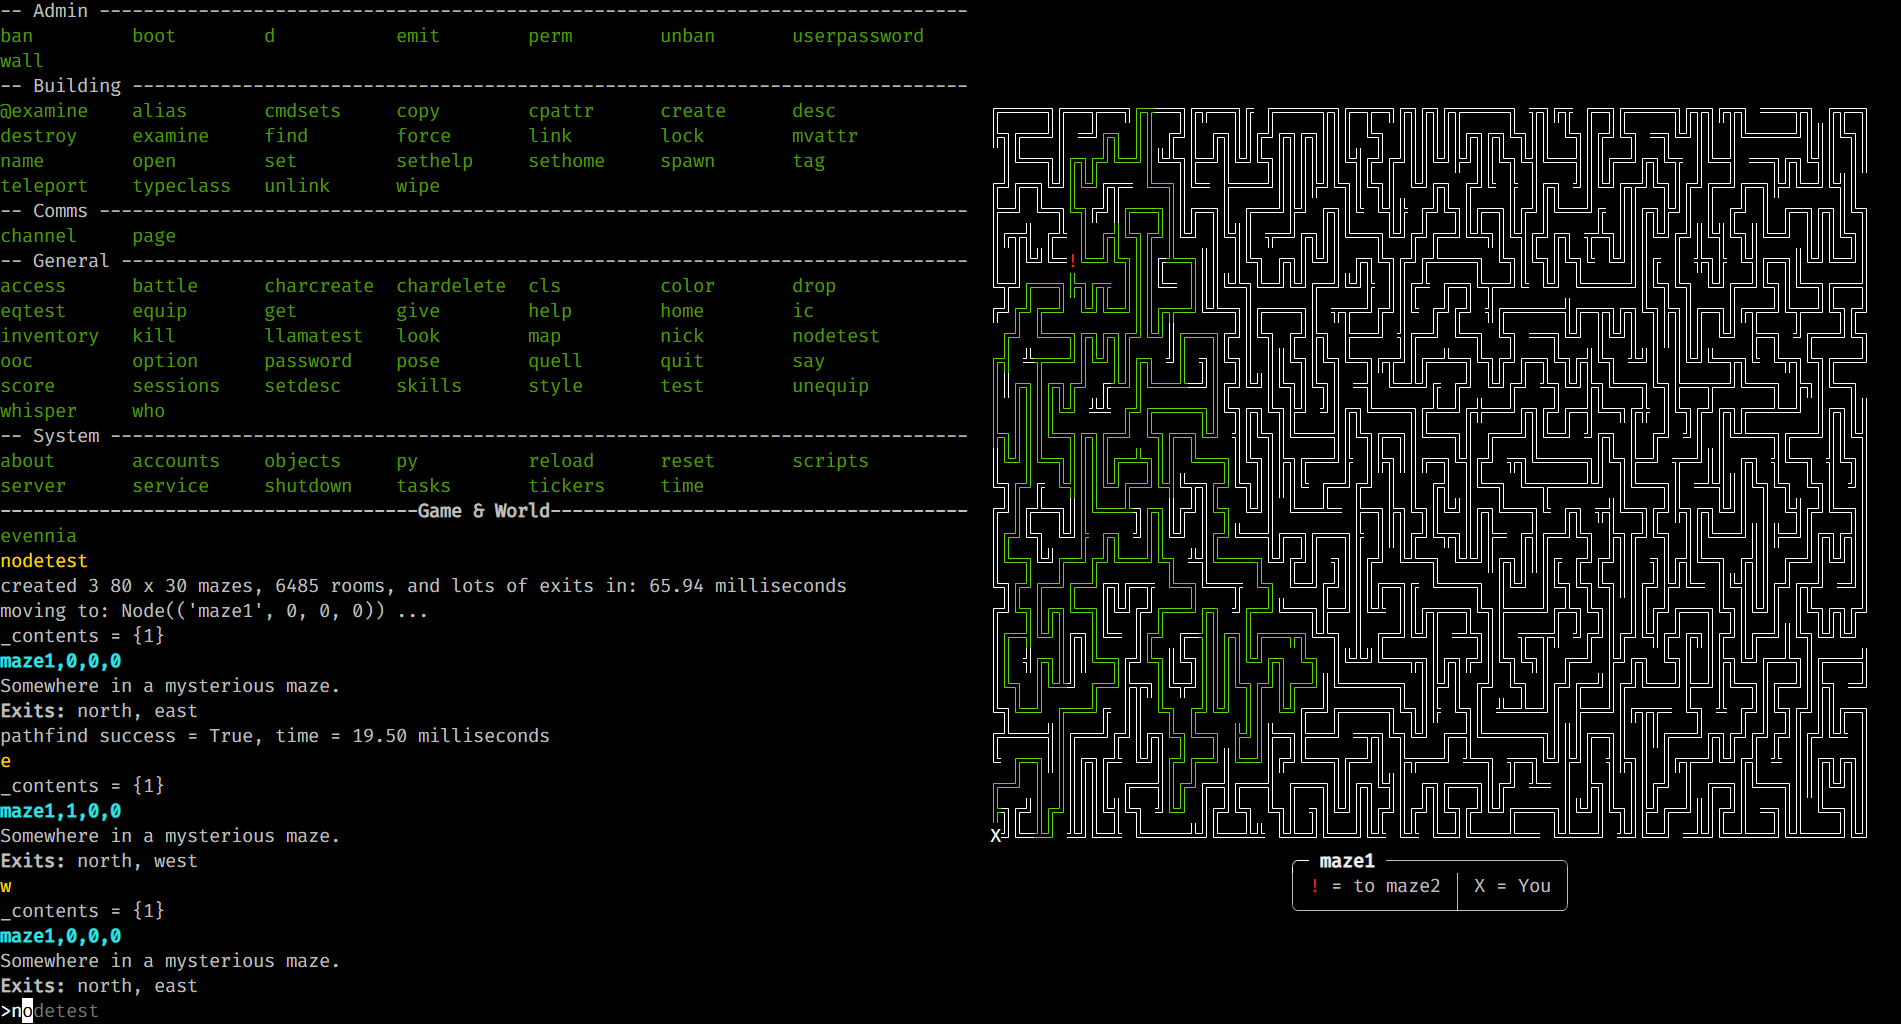 -- Admin -------------------------------------------------------------------------------
ban boot d emit perm unban userpassword
wall
-- Building ----------------------------------------------------------------------------
@examine alias cmdsets copy cpattr create desc
destroy examine find force link lock mvattr
name open set sethelp sethome spawn tag
teleport typeclass unlink wipe
-- Comms -------------------------------------------------------------------------------
channel page
-- General -----------------------------------------------------------------------------
access battle charcreate chardelete cls color drop
eqtest equip get give help home ic
inventory kill llamatest look map nick nodetest
ooc option password pose quell quit say
score sessions setdesc skills style test unequip
whisper who
-- System ------------------------------------------------------------------------------
about accounts objects py reload reset scripts
server service shutdown tasks tickers time
--------------------------------------Game & World--------------------------------------
evennia
nodetest
created 3 80 x 30 mazes, 6485 rooms, and lots of exits in: 65.94 milliseconds
moving to: Node(('maze1', 0, 0, 0)) ...
_contents = {1}
maze1,0,0,0
Somewhere in a mysterious maze.
Exits: north, east
pathfind success = True, time = 19.50 milliseconds
e
_contents = {1}
maze1,1,0,0
Somewhere in a mysterious maze.
Exits: north, west
w
_contents = {1}
maze1,0,0,0
Somewhere in a mysterious maze.
Exits: north, east
>nodetest
!
X
maze1
! = to maze2 X = You